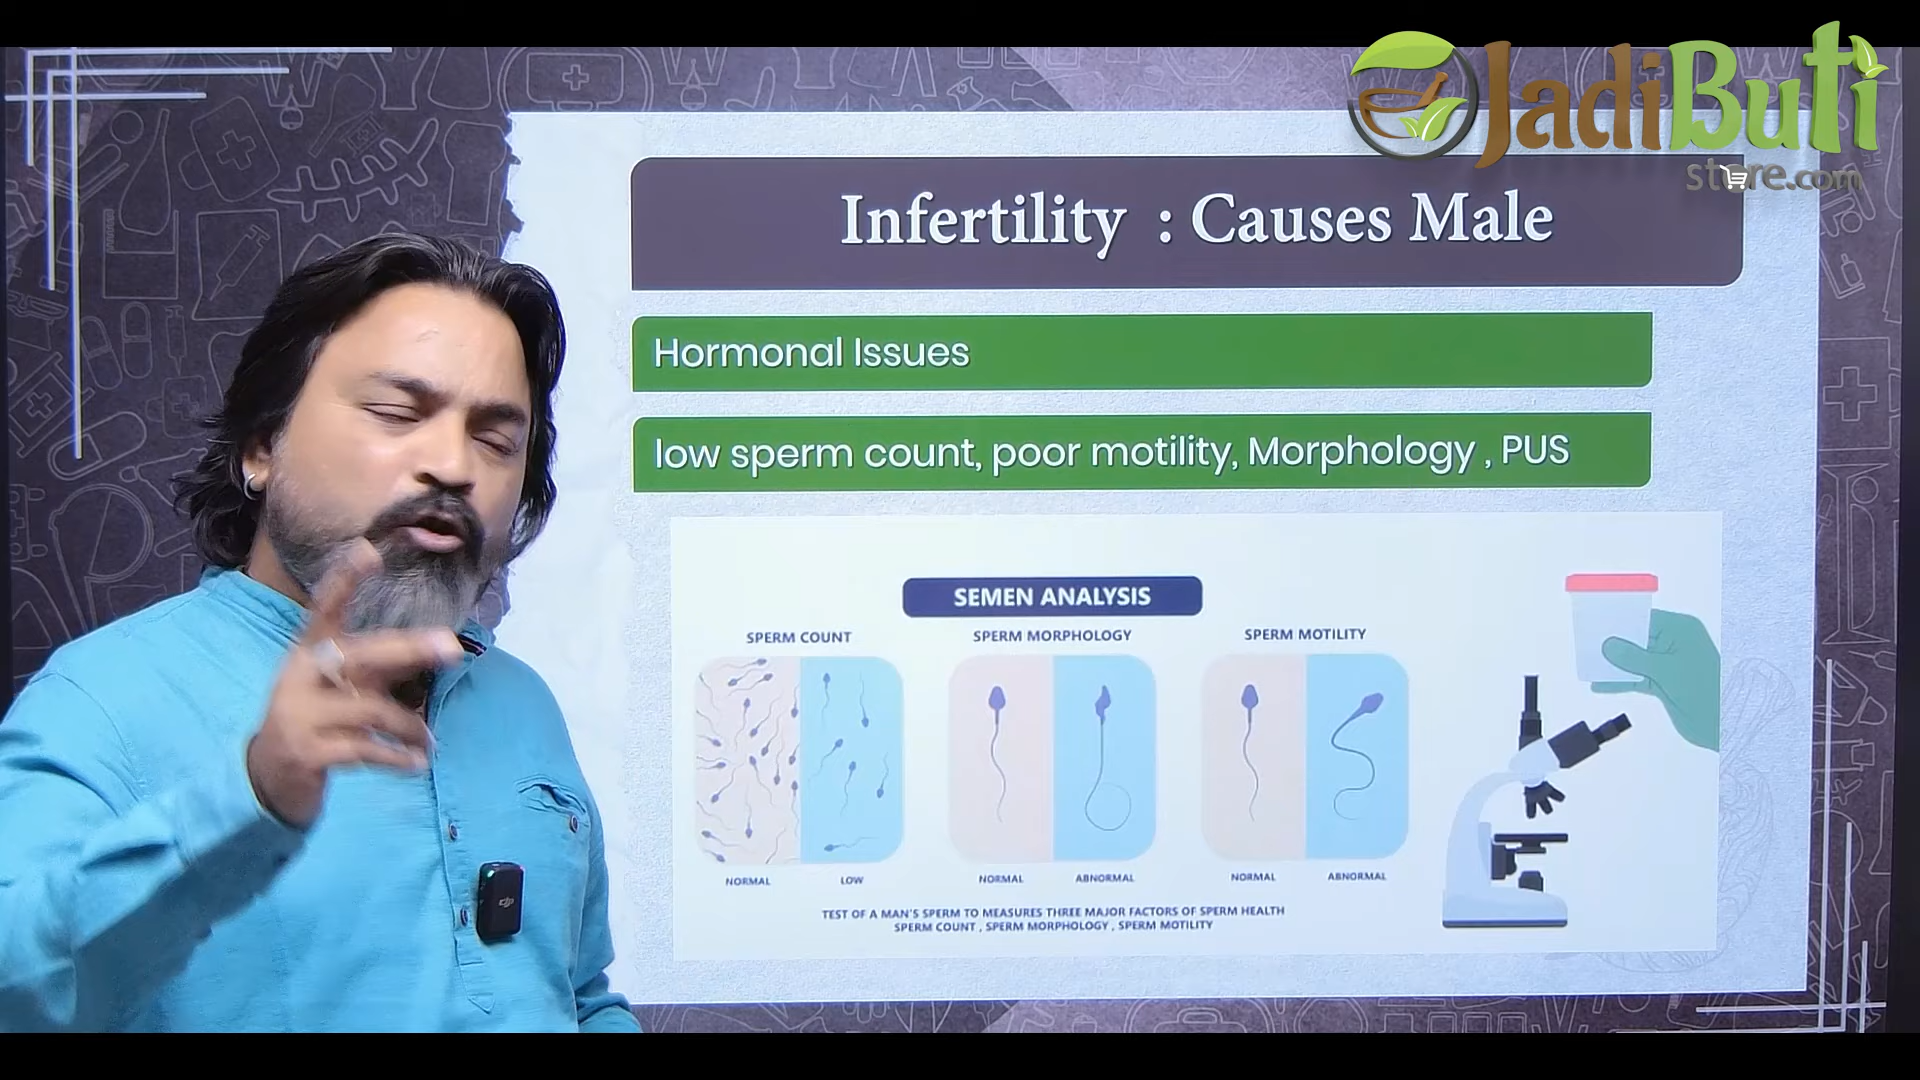 JadiButi
store.com
Infertility : Causes Male
Hormonal Issues
low sperm count, poor motility, Morphology , PUS
SEMEN ANALYSIS
SPERM COUNT
SPERM MORPHOLOGY
SPERM MOTILITY
NORMAL
LOW
NORMAL
ABNORMAL
NORMAL
ABNORMAL
TEST OF A MAN'S SPERM TO MEASURES THREE MAJOR FACTORS OF SPERM HEALTH
SPERM COUNT , SPERM MORPHOLOGY , SPERM MOTILITY
dji